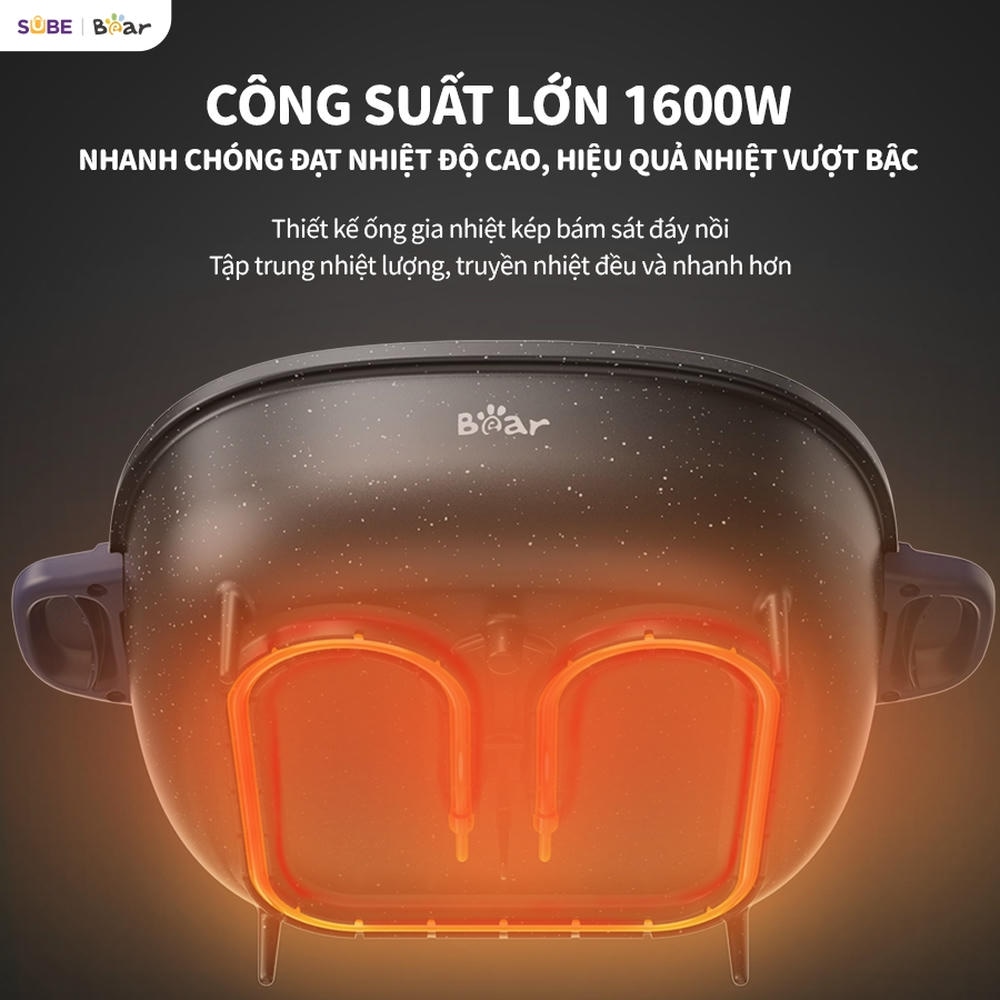 SUBE | Bear
CÔNG SUẤT LỚN 1600W
NHANH CHÓNG ĐẠT NHIỆT ĐỘ CAO, HIỆU QUẢ NHIỆT VƯỢT BẬC
Thiết kế ống gia nhiệt kép bám sát đáy nồi
Tập trung nhiệt lượng, truyền nhiệt đều và nhanh hơn
Bear